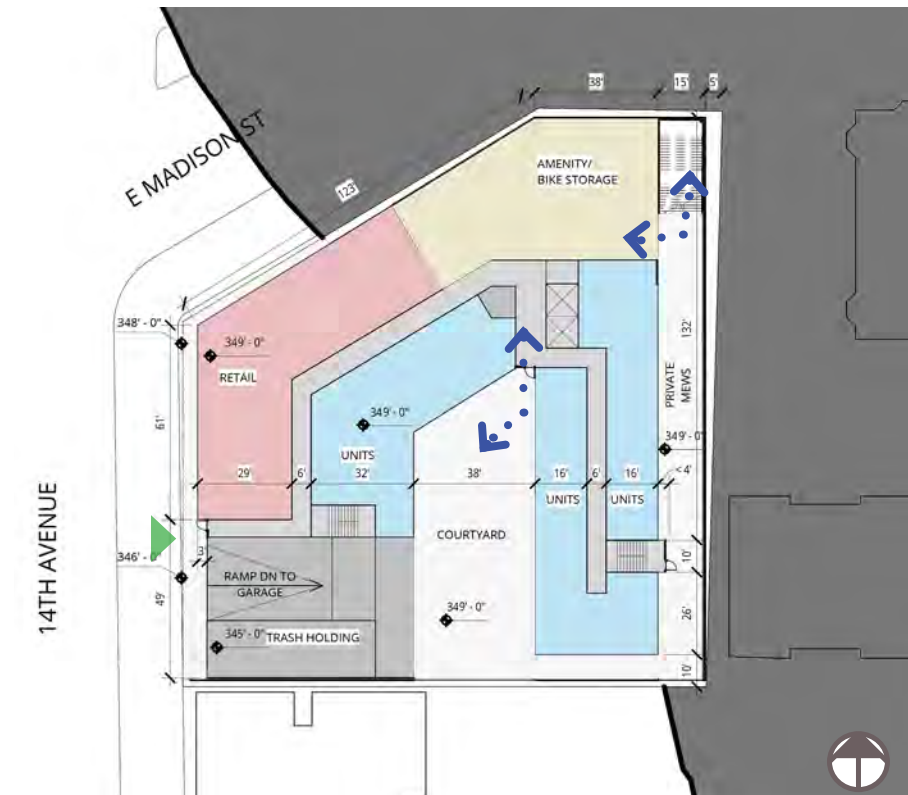 38'
15'
5'
E MADISON ST
123'
AMENITY/
BIKE STORAGE
348' - 0"
349' - 0"
RETAIL
132'
PRIVATE
MEWS
61'
349' - 0"
349' - 0"
UNITS
< 4'
29'
6'
32'
38'
16'
6'
16'
UNITS
UNITS
14TH AVENUE
COURTYARD
3'
346' - 0"
10'
RAMP DN TO
GARAGE
49'
349' - 0"
26'
345' - 0"
TRASH HOLDING
10'